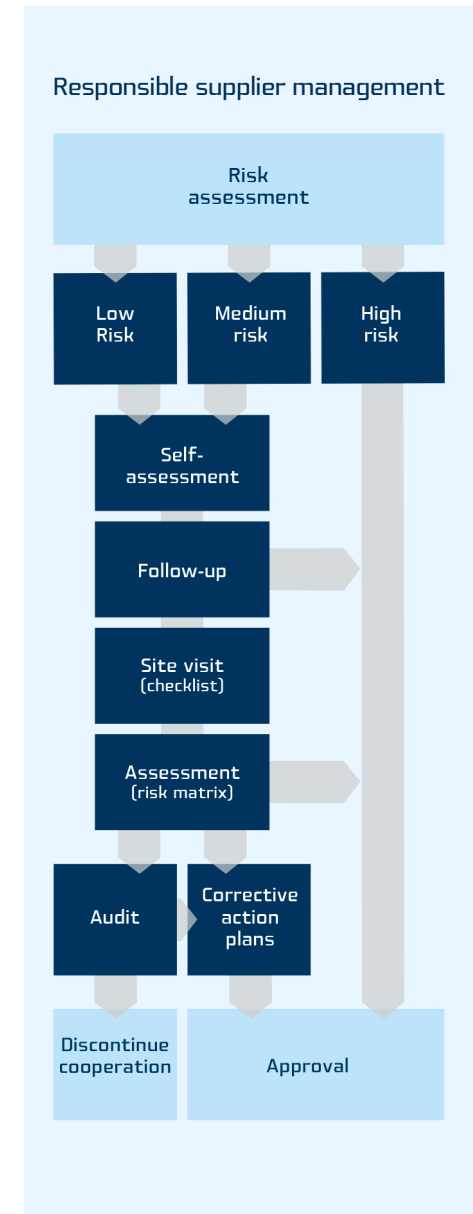 Responsible supplier management
Risk
assessment
Low
Risk
Medium
risk
High
risk
Self-
assessment
Follow-up
Site visit
(checklist)
Assessment
(risk matrix)
Audit
Corrective
action
plans
Discontinue
cooperation
Approval